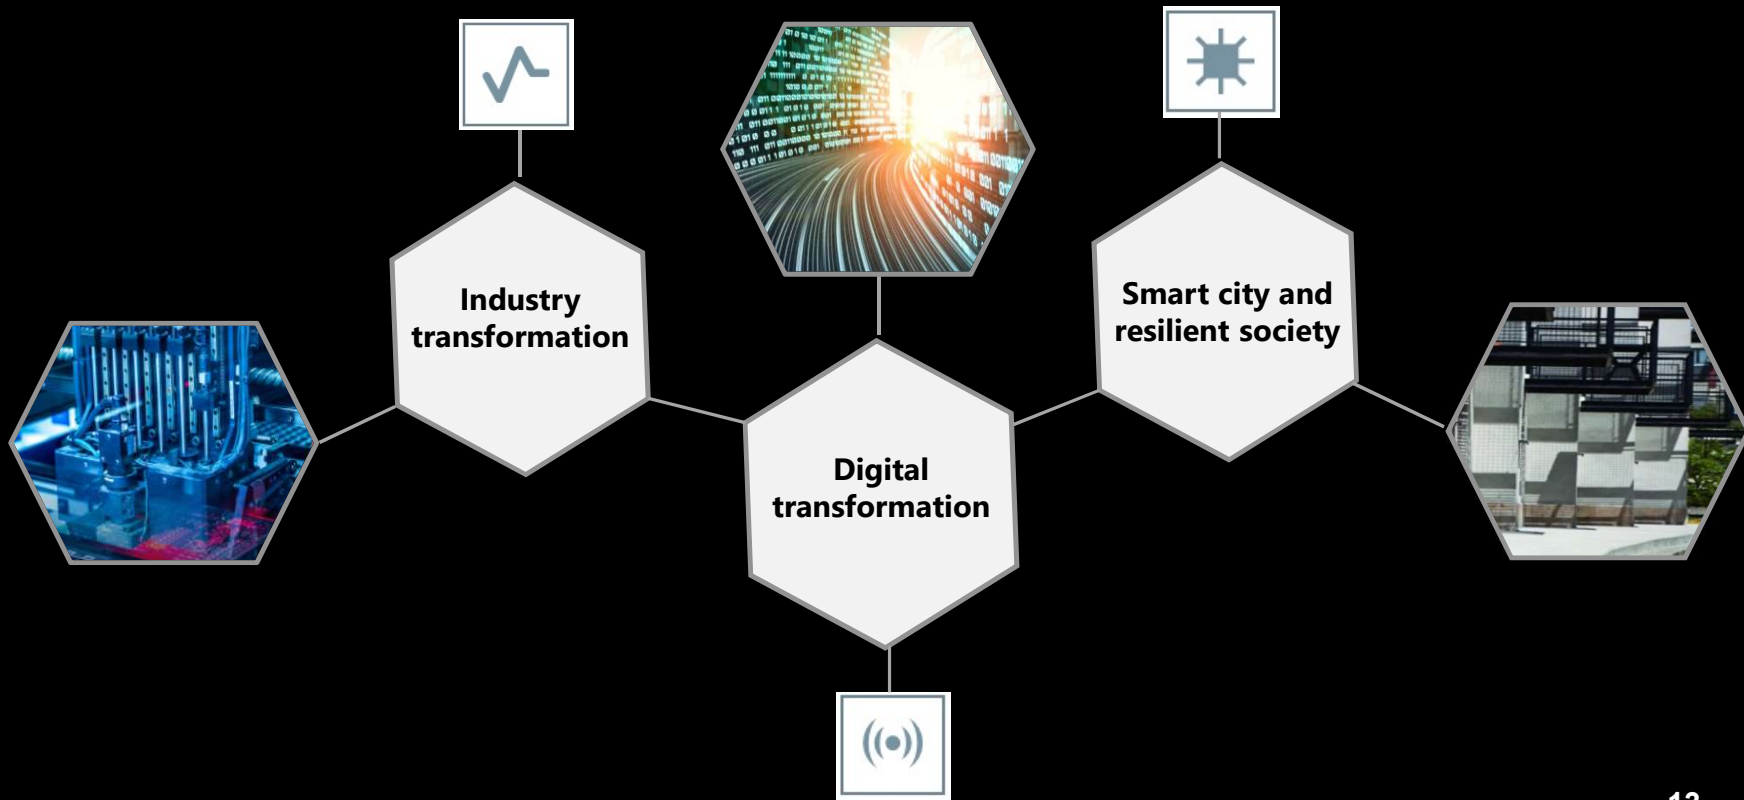 Industry
transformation
Smart city and
resilient society
Digital
transformation